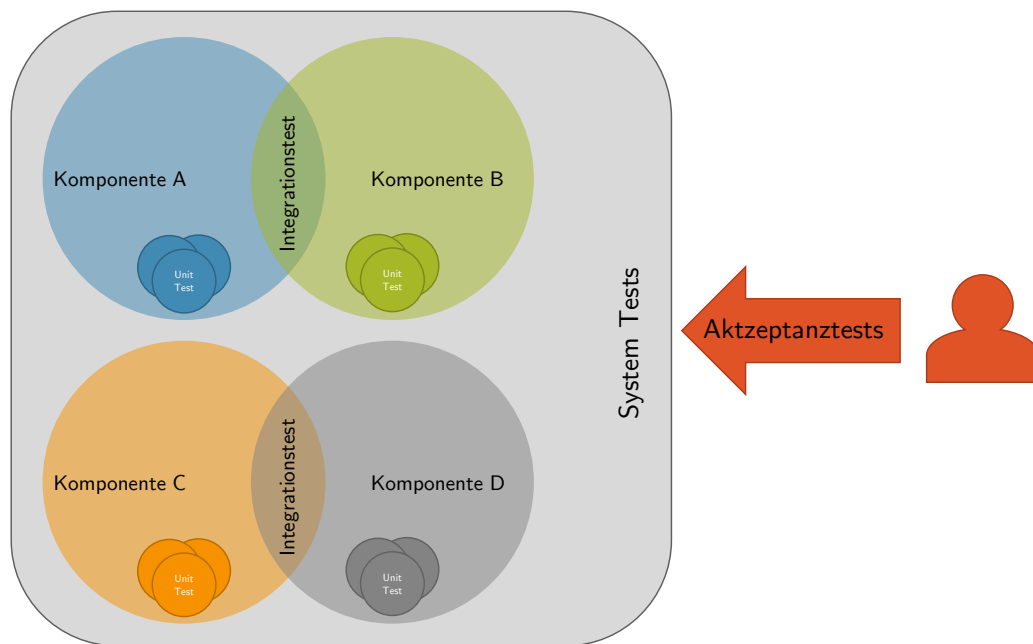 Komponente A
Integrationstest
Komponente B
Unit
Test
Unit
Test
System Tests
Aktzeptanztests
Komponente C
Integrationstest
Komponente D
Unit
Test
Unit
Test